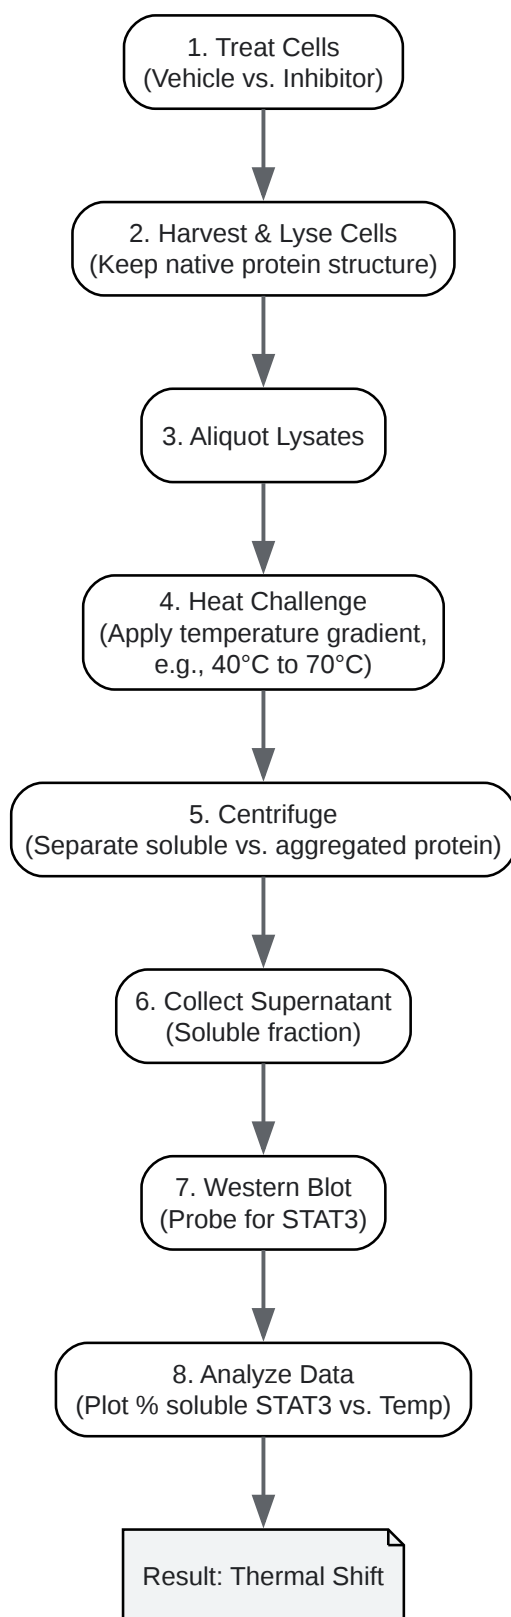 1. Treat Cells
(Vehicle vs. Inhibitor)
2. Harvest & Lyse Cells
(Keep native protein structure)
3. Aliquot Lysates
4. Heat Challenge
(Apply temperature gradient,
e.g., 40°C to 70°C)
5. Centrifuge
(Separate soluble vs. aggregated protein)
6. Collect Supernatant
(Soluble fraction)
7. Western Blot
(Probe for STAT3)
8. Analyze Data
(Plot % soluble STAT3 vs. Temp)
Result: Thermal Shift